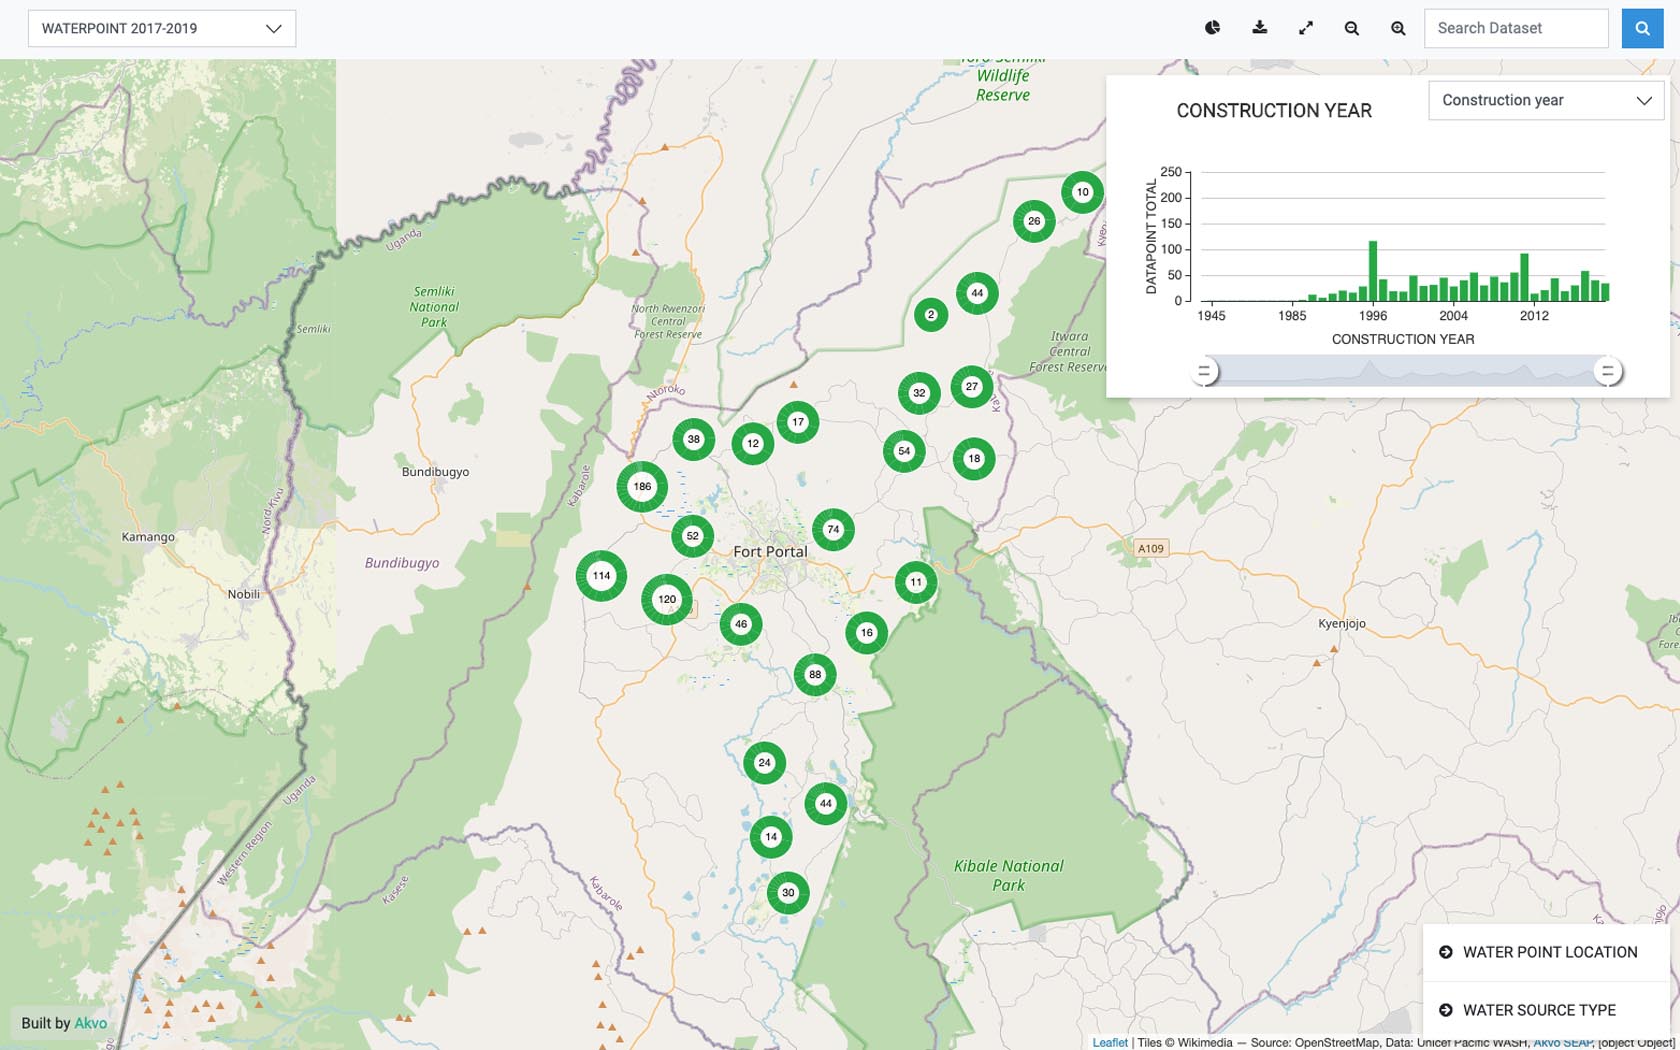 WATERPOINT 2017-2019
Search Dataset
Wildlife
Reserve
CONSTRUCTION YEAR
Construction year
DATAPOINT TOTAL
250
200
150
100
50
0
1945
1985
1996
2004
2012
CONSTRUCTION YEAR
10
26
44
2
32
27
17
38
12
54
18
186
52
74
114
120
11
46
16
88
24
44
14
30
Uganda
Semliki
National
Park
Semliki
North Rwenzori
Central
Forest Reserve
Itwara
Central
Forest Reserve
Ntoroko
Kabarole
Bundibugyo
Nord-Kivu
Kamango
Bundibugyo
Fort Portal
A109
Nobili
Kyenjojo
Uganda
Western Region
Kasese
Kabarole
Kibale National
Park
WATER POINT LOCATION
WATER SOURCE TYPE
Built by Akvo
Leaflet | Tiles © Wikimedia — Source: OpenStreetMap, Data: Unicef Pacific WASH, Akvo SEAP, [object Object]